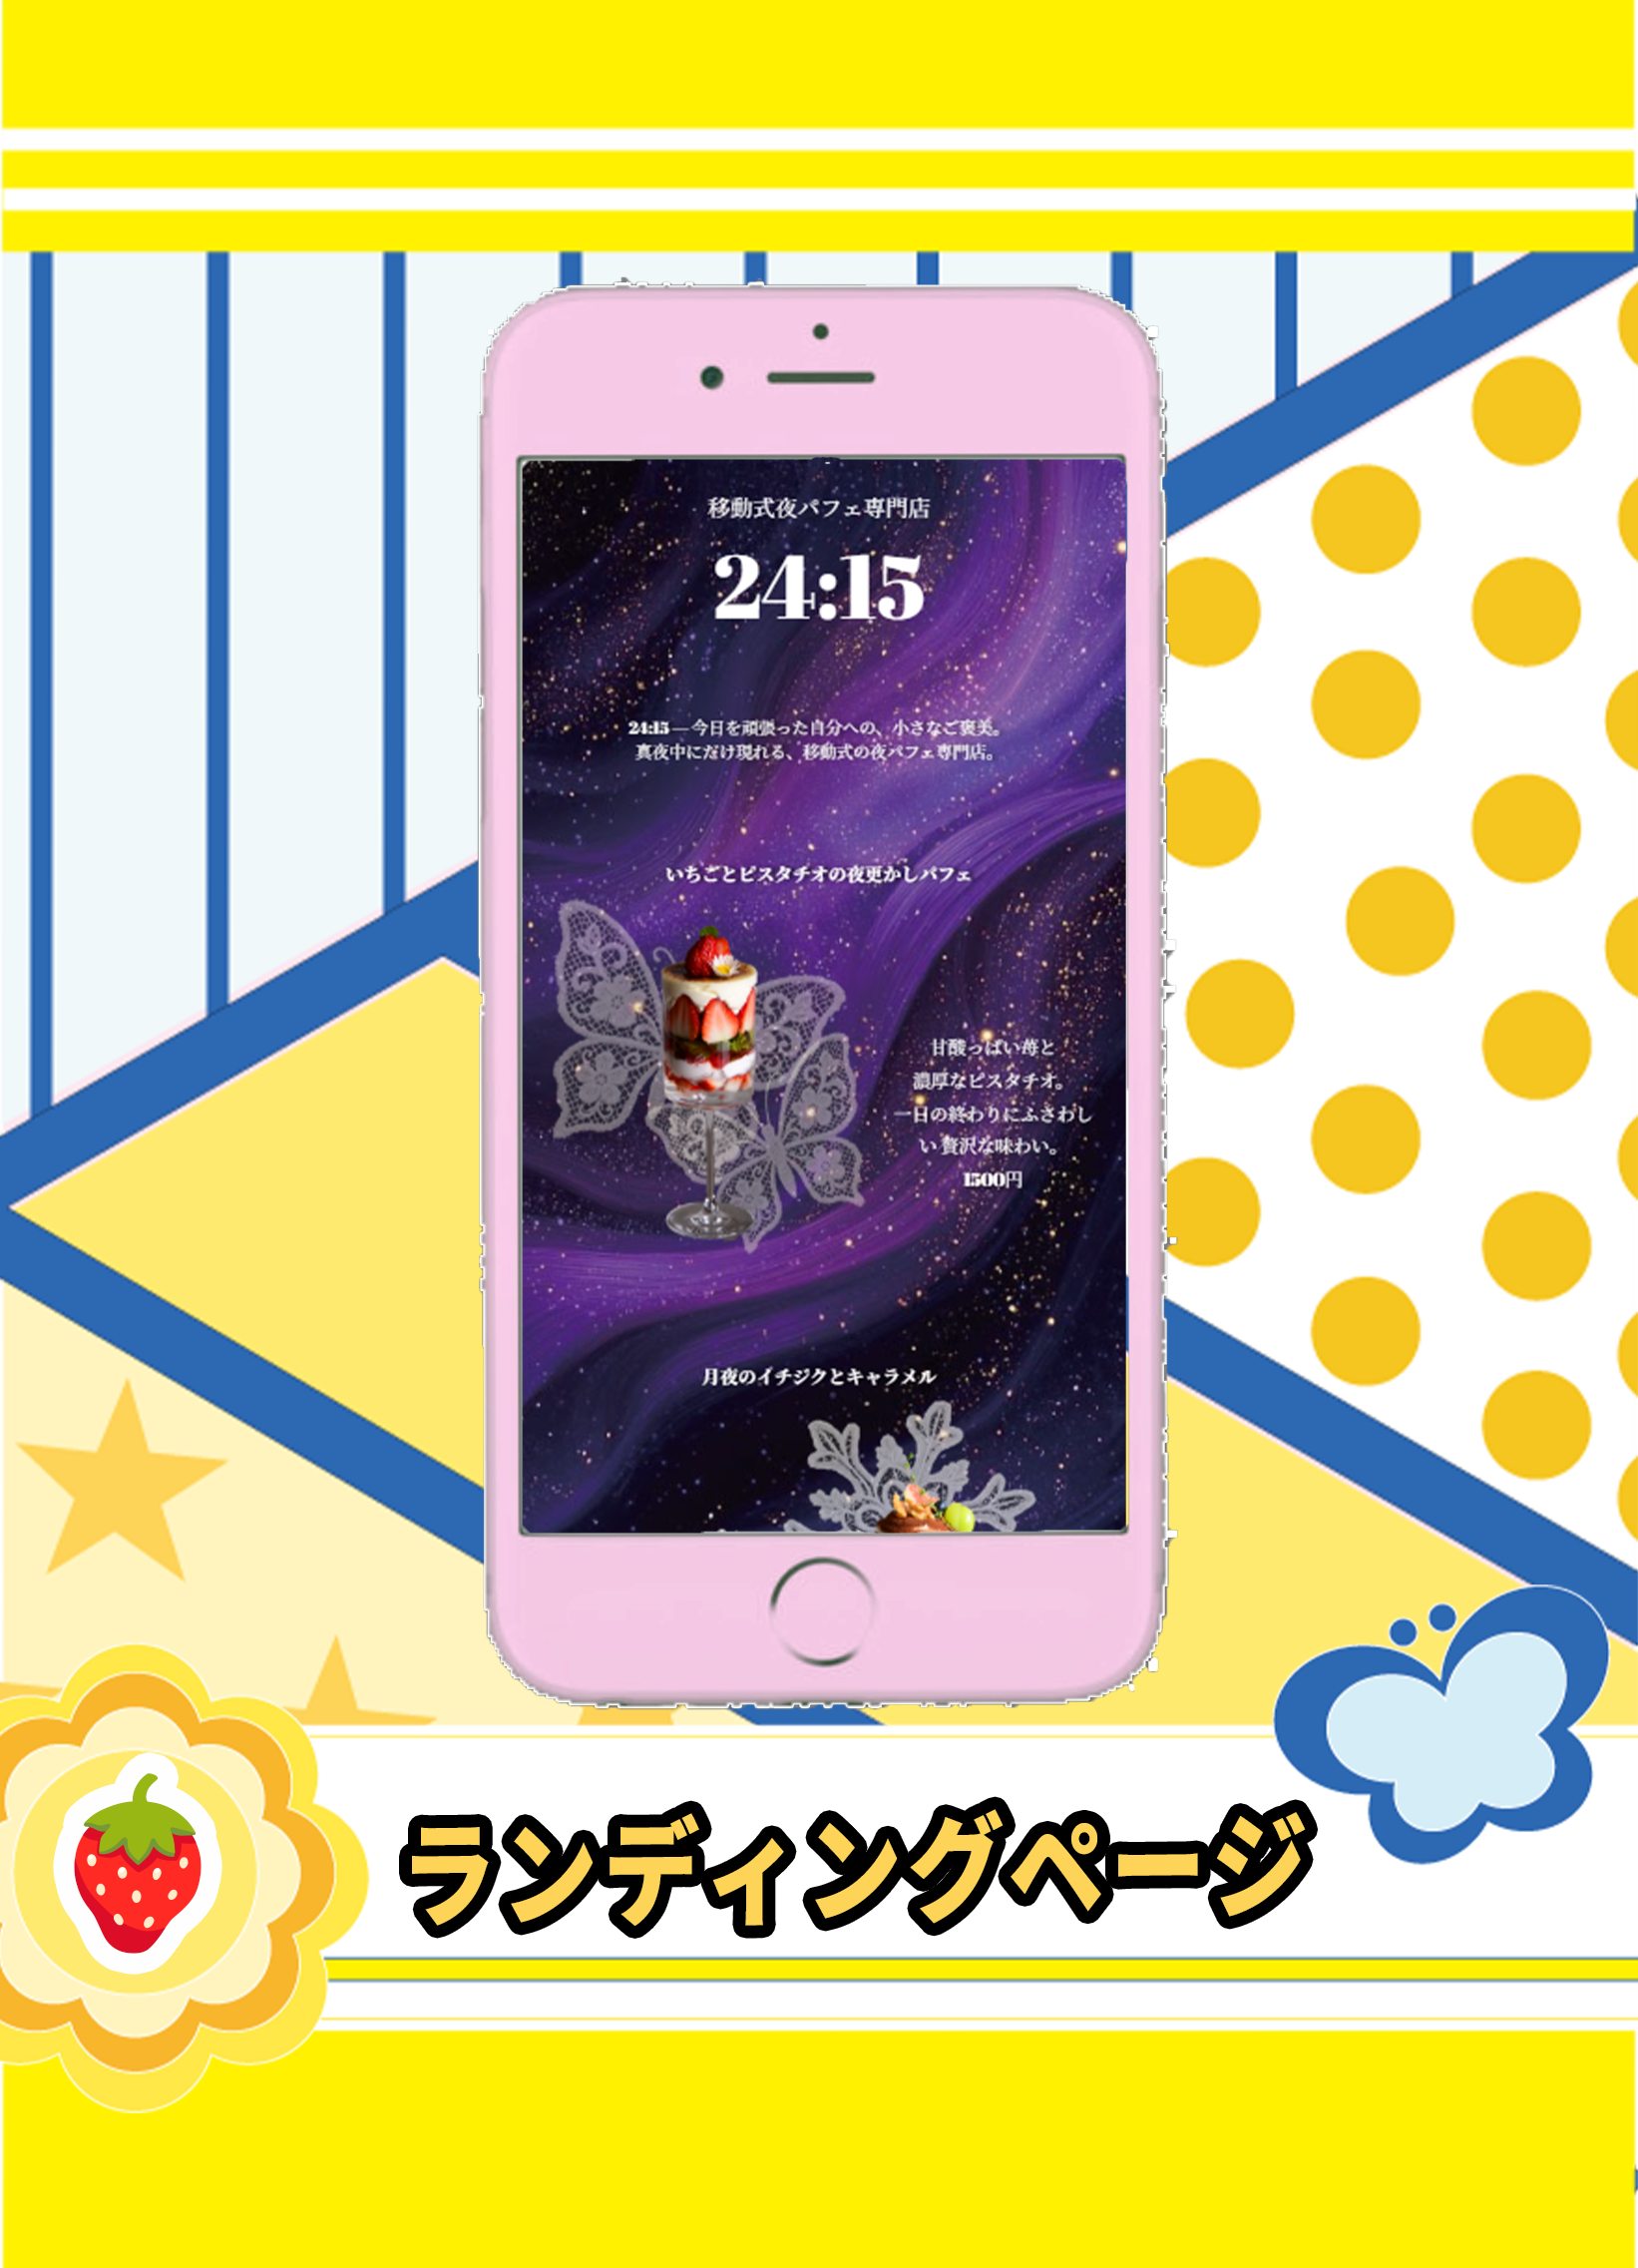 移動式夜パフェ専門店
24:15
24:15 — 今日を頑張った自分への、小さなご褒美。
真夜中にだけ現れる、移動式の夜パフェ専門店。
いちごとピスタチオの夜更かしパフェ
甘酸っぱい苺と
濃厚なピスタチオ。
一日の終わりにふさわし
い贅沢な味わい。
1500円
月夜のイチジクとキャラメル
ランディングページ